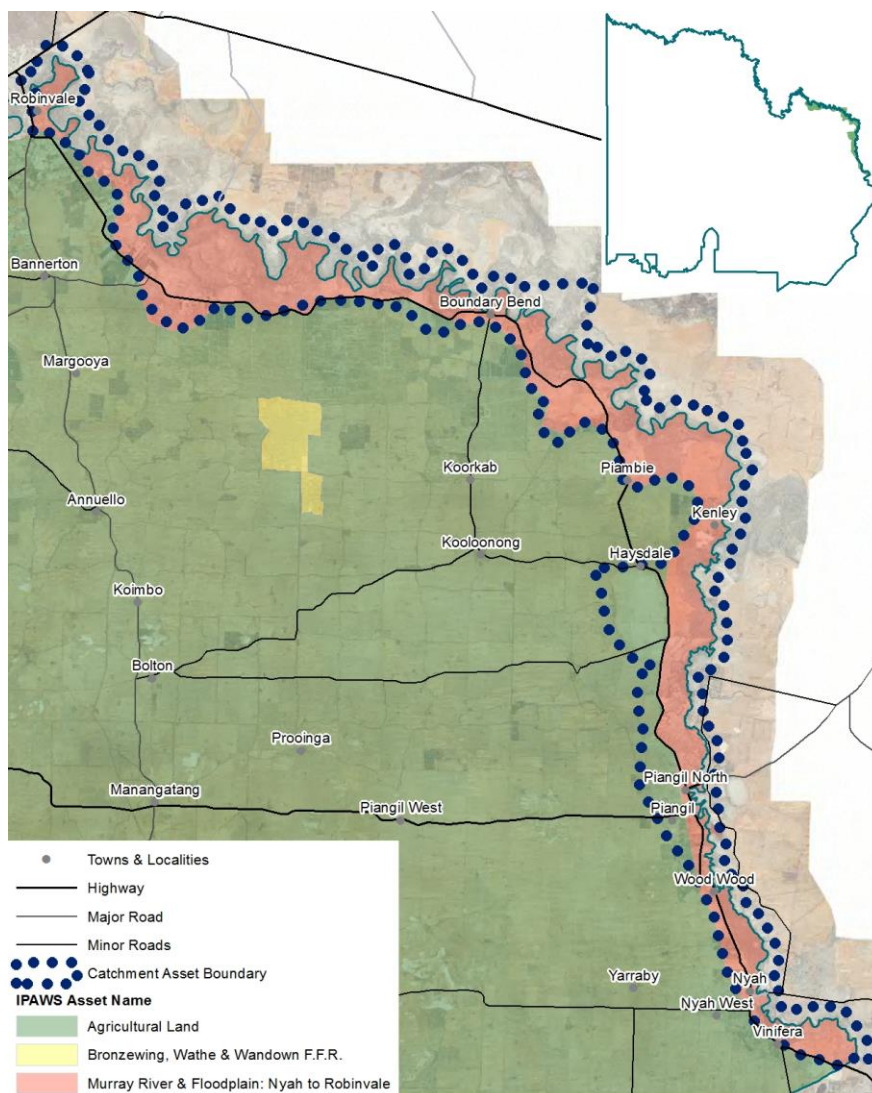 Robinvale
Bannerton
Boundary Bend
Margooya
Koorkab
Piambie
Annuello
Kenley
Kooloonong
Haysdale
Koimbo
Bolton
Prooinga
Piangil North
Manangatang
Piangil West
Piangil
Wood Wood
Yarraby
Nyah
Nyah West
Vinifera
Towns & Localities
Highway
Major Road
Minor Roads
Catchment Asset Boundary
IPAWS Asset Name
Agricultural Land
Bronzewing, Wathe & Wandown F.F.R.
Murray River & Floodplain: Nyah to Robinvale